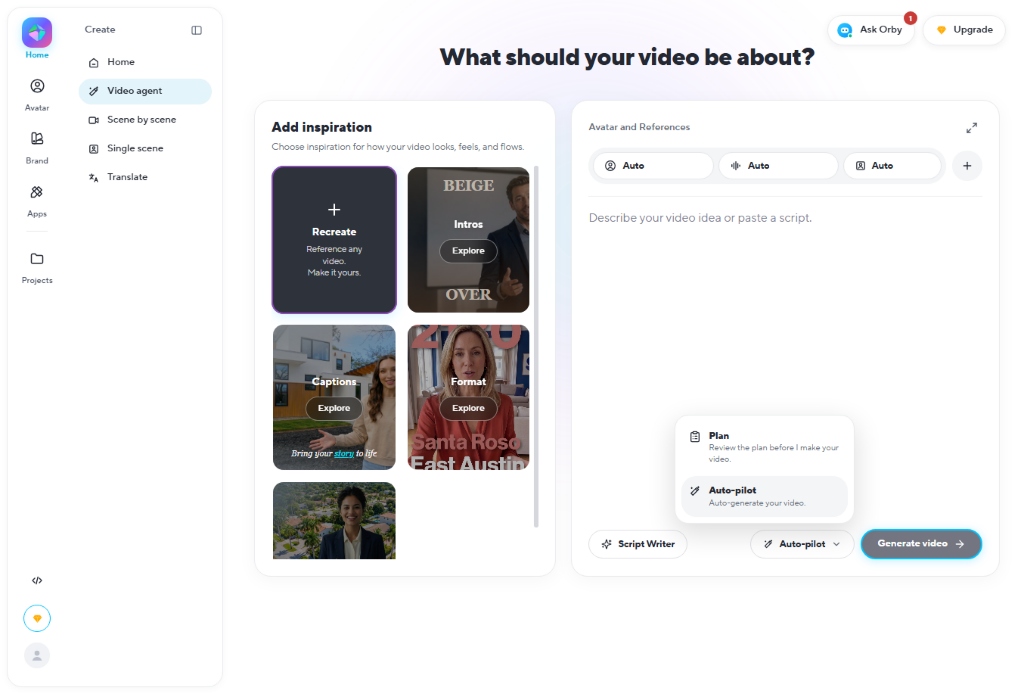 Home
Avatar
Brand
Apps
Projects
Create
Home
Video agent
Scene by scene
Single scene
Translate
Ask Orby
1
Upgrade
What should your video be about?
Add inspiration
Choose inspiration for how your video looks, feels, and flows.
Recreate
Reference any
video.
Make it yours.
BEIGE
Intros
Explore
OVER
Captions
Explore
Bring your story to life
Format
Explore
Santa Rosa
East Austin
Avatar and References
Auto
Auto
Auto
Describe your video idea or paste a script.
Plan
Review the plan before I make your
video.
Auto-pilot
Auto-generate your video.
Script Writer
Auto-pilot
Generate video